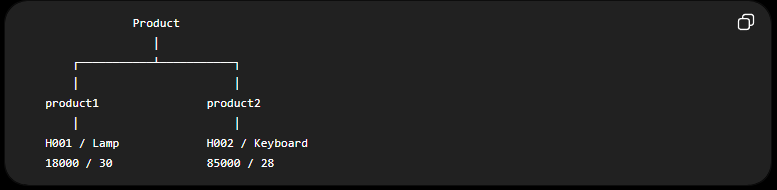 Product
product1 product2
H001 / Lamp H002 / Keyboard
18000 / 30 85000 / 28